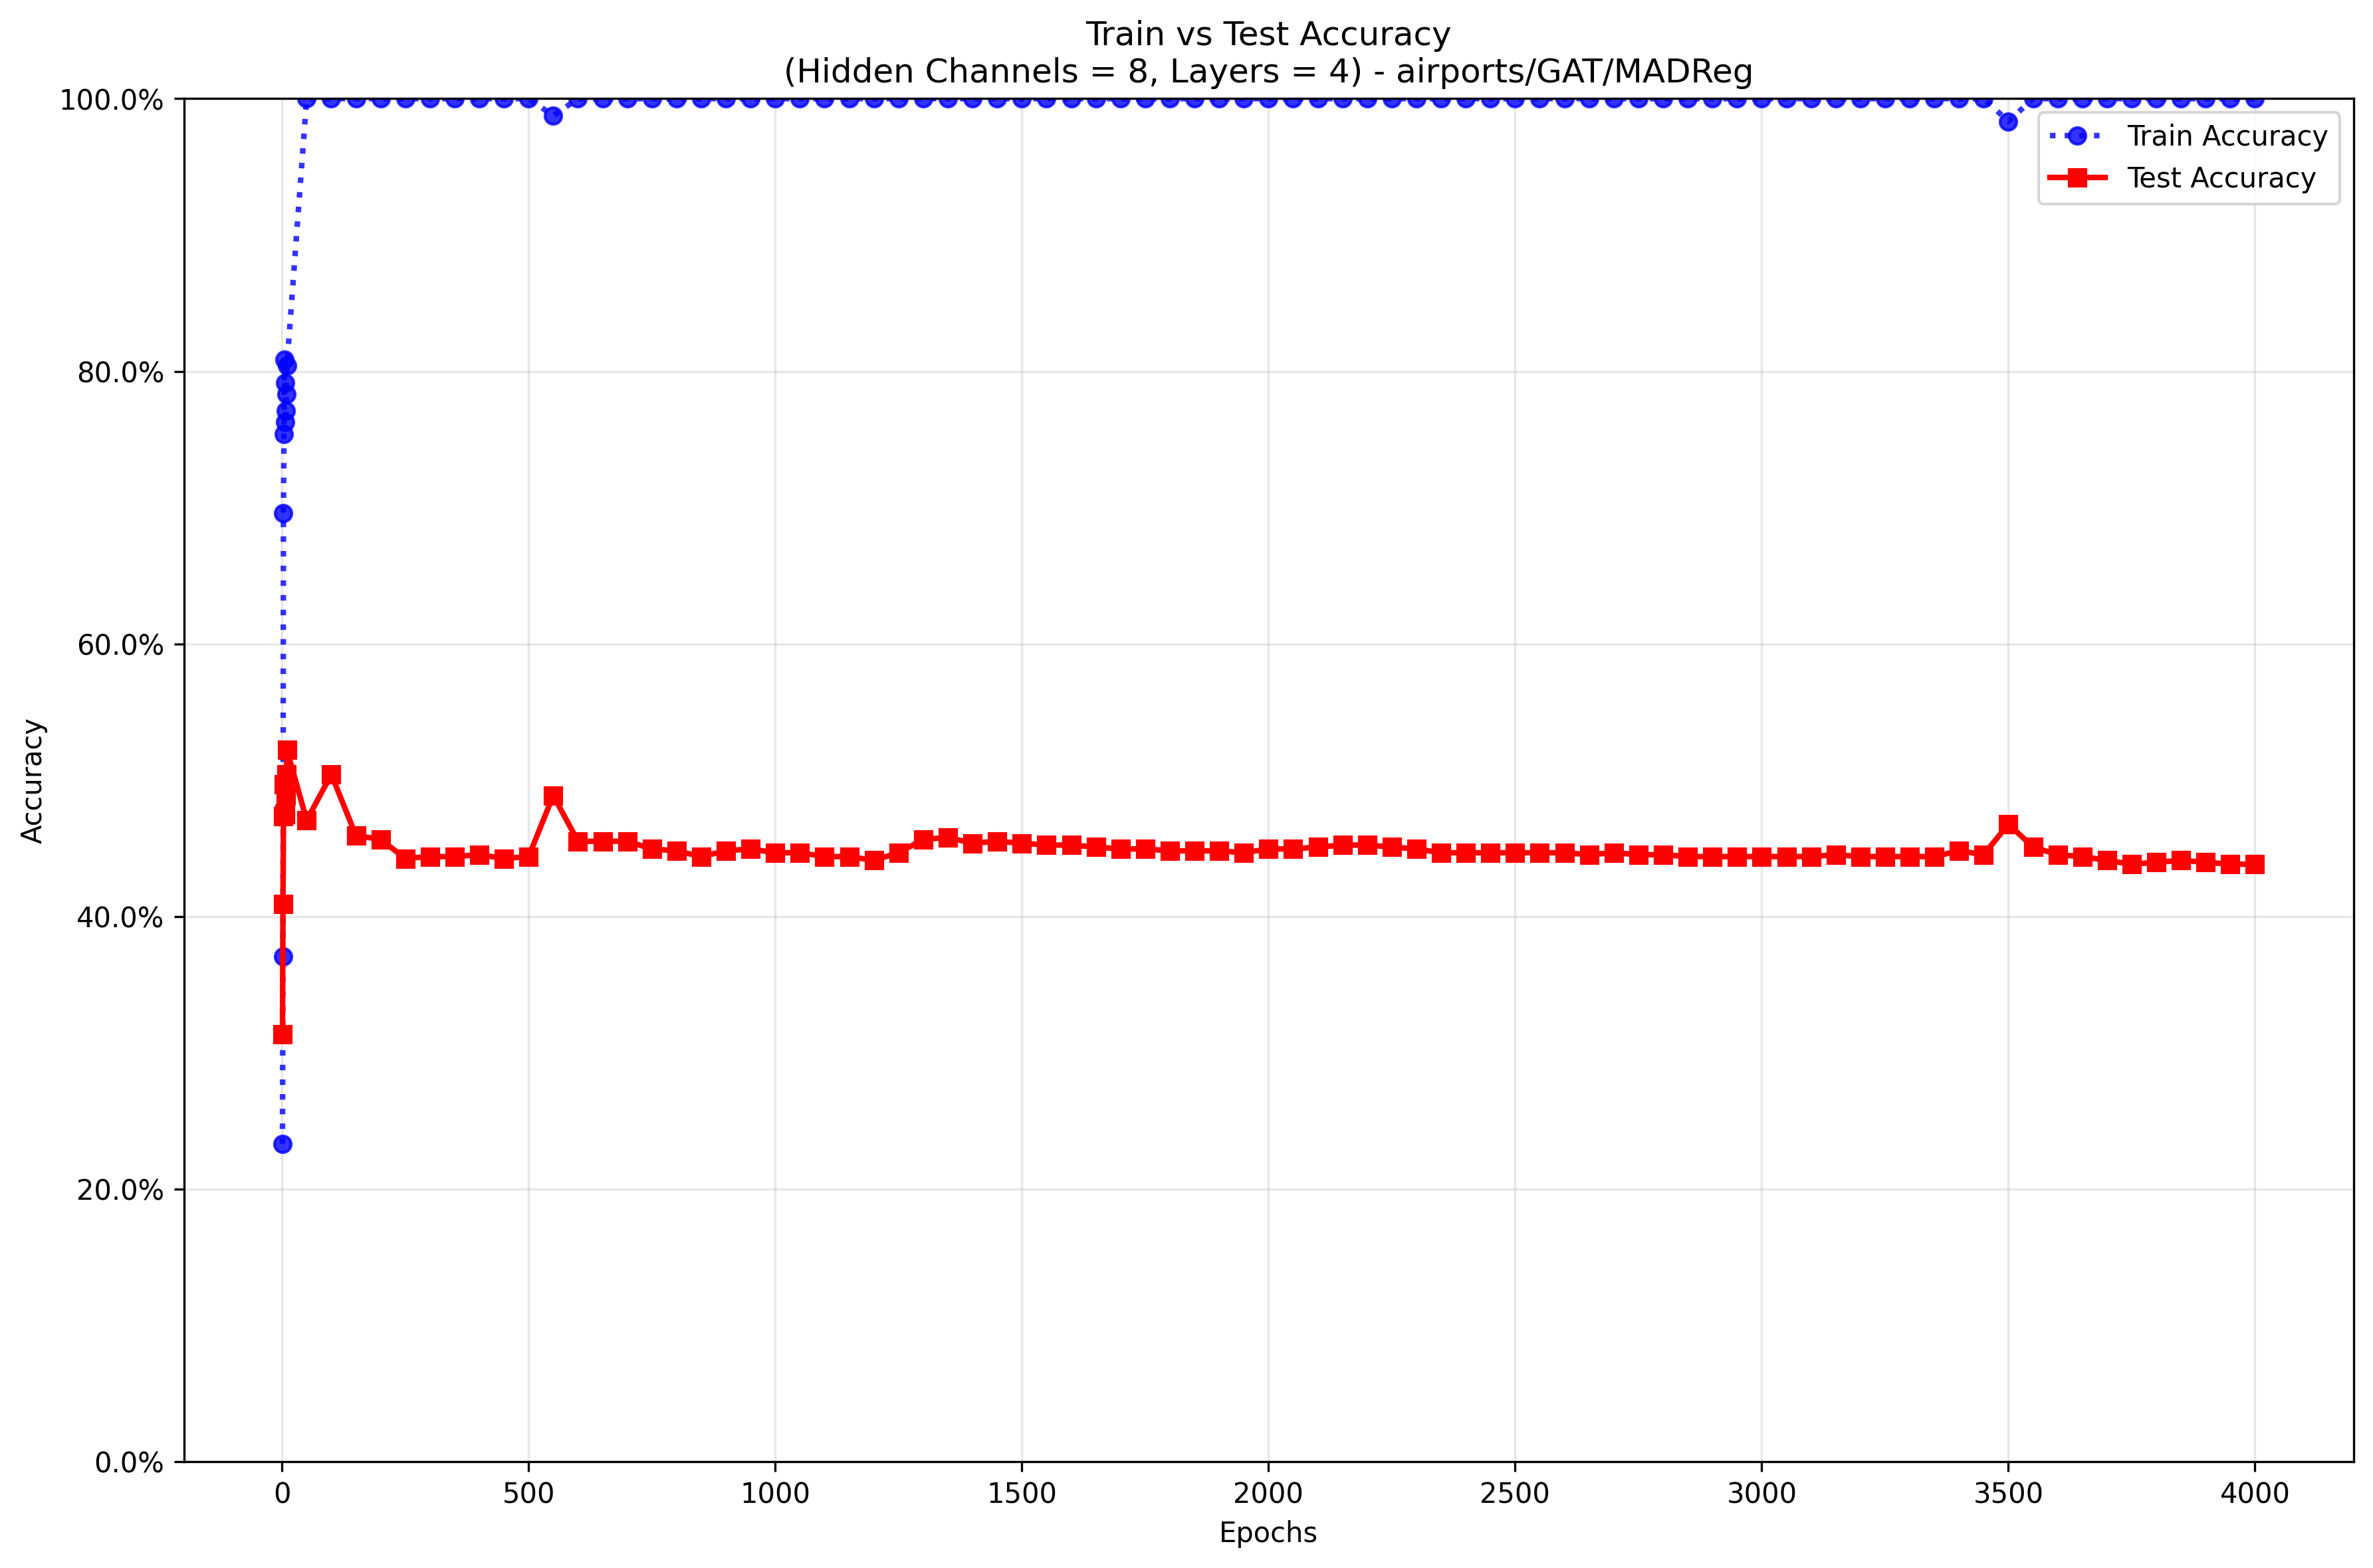 Train vs Test Accuracy
(Hidden Channels = 8, Layers = 4) - airports/GAT/MADReg
100.0%
80.0%
60.0%
40.0%
20.0%
0.0%
Accuracy
Train Accuracy
Test Accuracy
0 500 1000 1500 2000 2500 3000 3500 4000
Epochs